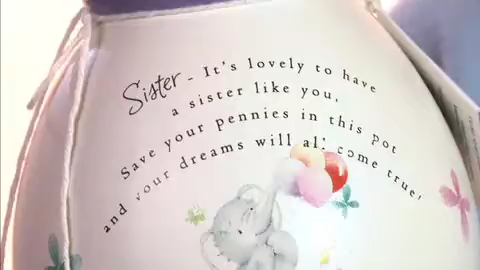 Sister - It's lovely to have
a sister like you,
Save your pennies in this pot
and your dreams will all come true!